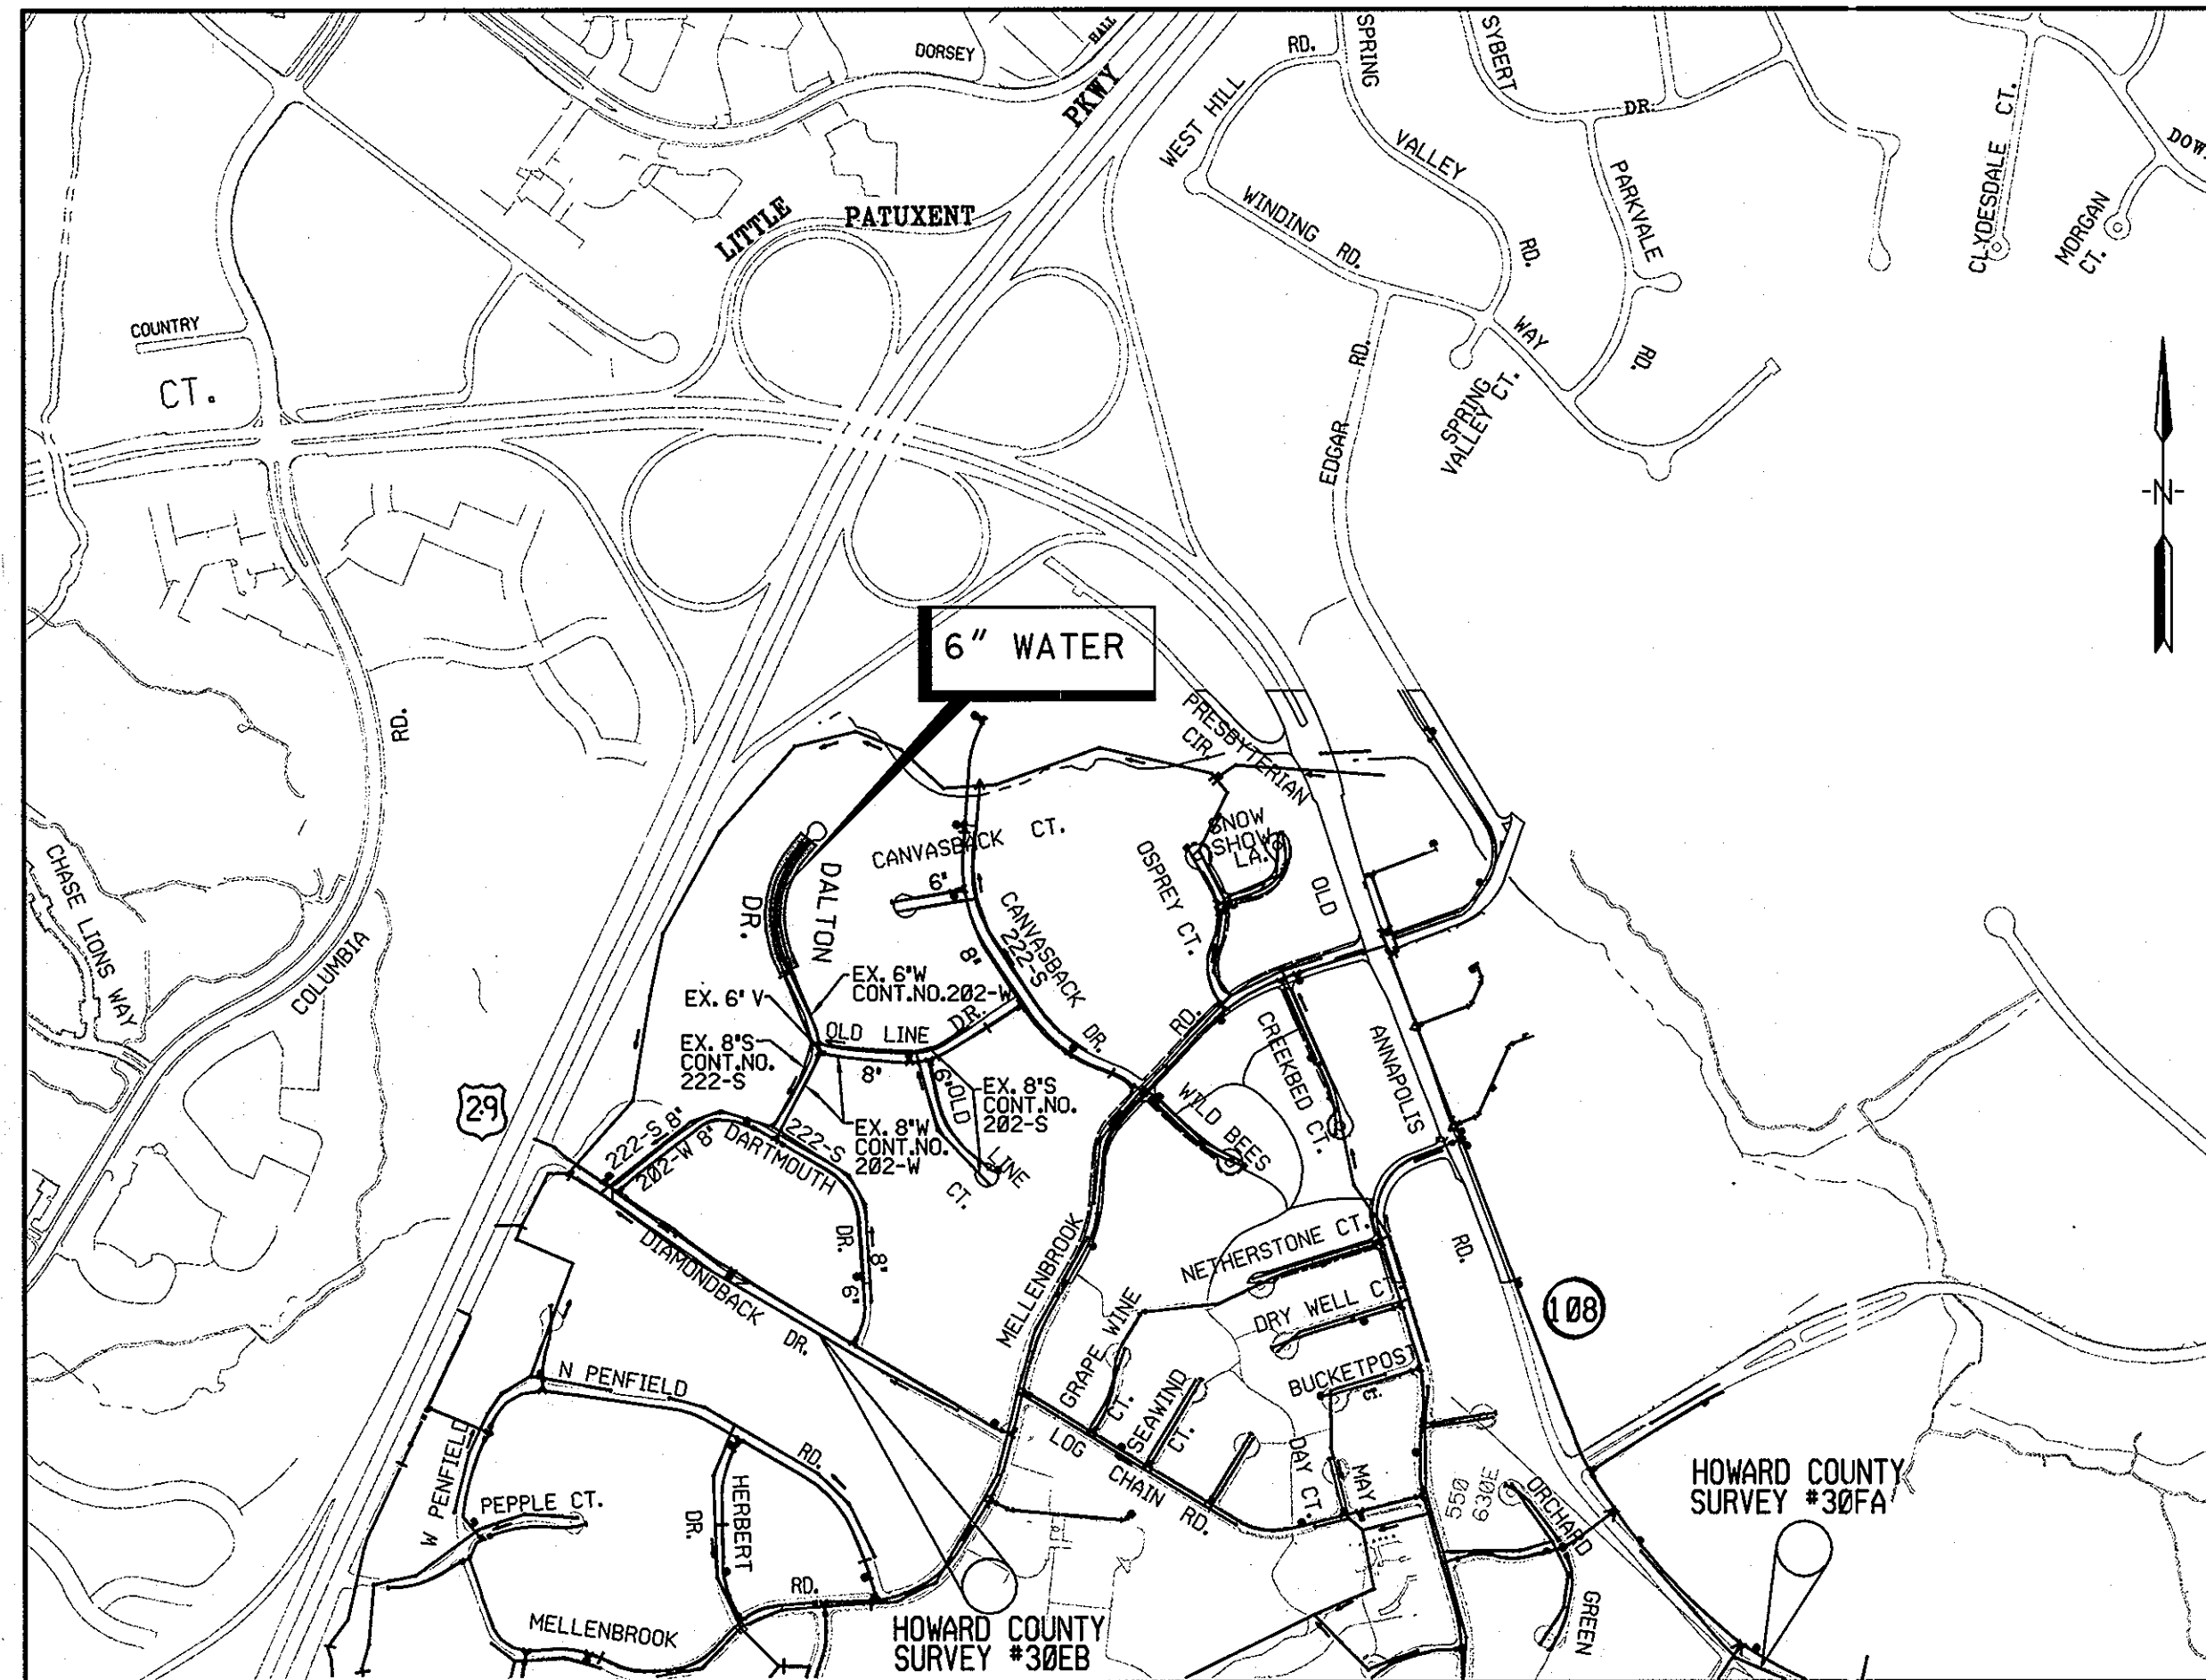 DORSEY
HALL
PKWY
LITTLE
PATUXENT
RD.
WEST HILL
SPRING
VALLEY
RD.
SYBERT
DR.
PARKVALE
RD.
WINDING
RD.
WAY
CLYDESDALE CT.
MORGAN
CT.
COUNTRY
CT.
EDGAR
RD.
SPRING
VALLEY CT.
-N-
6" WATER
RD.
COLUMBIA
CHASE LIONS WAY
PRESBYTERIAN
CIR.
SNOW
SHOW
LA.
OSPREY CT.
CANVASBACK CT.
6"
DALTON
DR.
CANVASBACK
222-S
DR.
8"
OLD
ANNAPOLIS
RD.
EX. 6"W
CONT.NO.202-W
EX. 6" V
OLD LINE DR.
8"
6"
EX. 8"S
CONT.NO.
222-S
EX. 8"S
CONT.NO.
202-S
EX. 8"W
CONT.NO.
202-W
OLD
LINE
CT.
29
222-S 8"
202-W 8"
DARTMOUTH
222-S
DR.
8"
6"
DIAMONDBACK
DR.
RD.
MELLENBROOK
CREEKBED CT.
WILD BEES
NETHERSTONE CT.
DRY WELL CT.
BUCKETPOST
CT.
GRAPE WINE
CT.
SEAWIND
CT.
LOG
CHAIN
RD.
DAY CT.
MAY
108
550
630E
ORCHARD
GREEN
N PENFIELD
RD.
W PENFIELD
PEPPLE CT.
HERBERT
DR.
MELLENBROOK
RD.
HOWARD COUNTY
SURVEY #30EB
HOWARD COUNTY
SURVEY #30FA